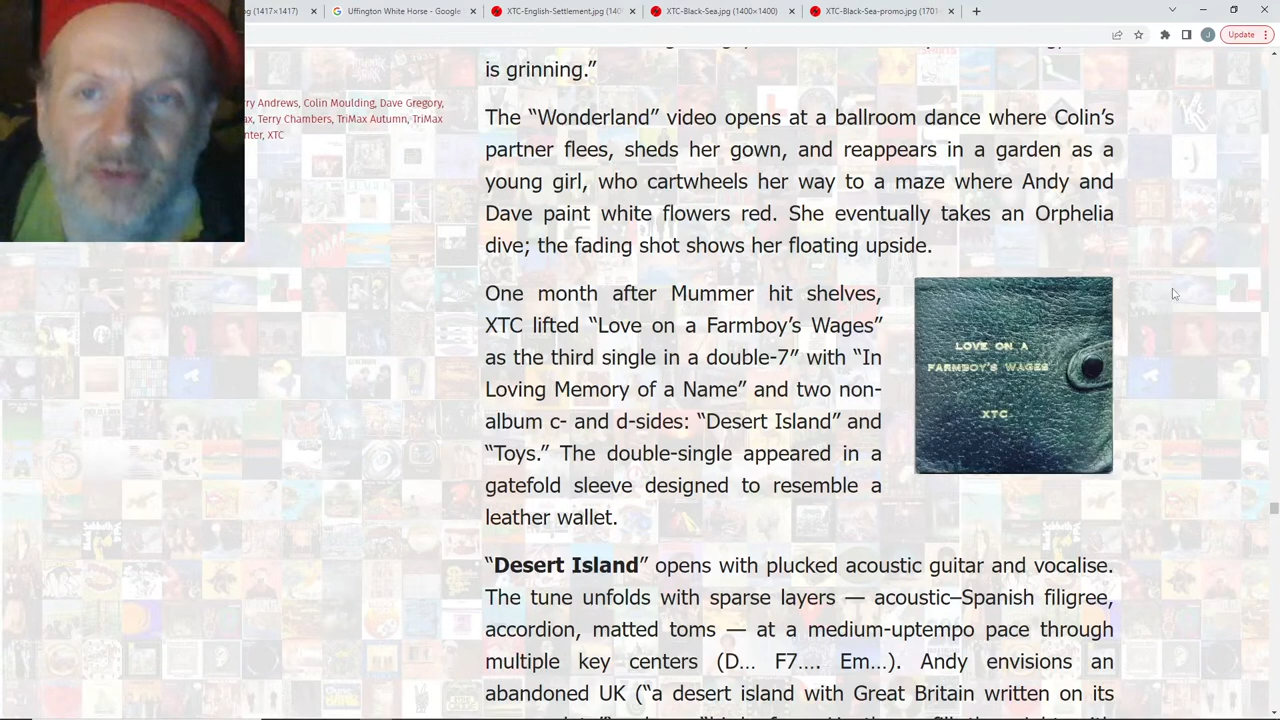 g (1417×1417)
Uffington White Horse - Google
XTC-English-Settlement.jpg (140
XTC-Black-Sea.jpg (1400×1400)
XTC-Black-Sea-promo.jpg (1701
J
Update
is grinning.”
ry Andrews, Colin Moulding, Dave Gregory,
ax, Terry Chambers, TriMax Autumn, TriMax
nter, XTC
The “Wonderland” video opens at a ballroom dance where Colin’s
partner flees, sheds her gown, and reappears in a garden as a
young girl, who cartwheels her way to a maze where Andy and
Dave paint white flowers red. She eventually takes an Orphelia
dive; the fading shot shows her floating upside.
One month after Mummer hit shelves,
XTC lifted “Love on a Farmboy’s Wages”
as the third single in a double-7” with “In
Loving Memory of a Name” and two non-
album c- and d-sides: “Desert Island” and
“Toys.” The double-single appeared in a
gatefold sleeve designed to resemble a
leather wallet.
LOVE ON A
FARMBOY'S WAGES
XTC
“Desert Island” opens with plucked acoustic guitar and vocalise.
The tune unfolds with sparse layers — acoustic–Spanish filigree,
accordion, matted toms — at a medium-uptempo pace through
multiple key centers (D… F7…. Em…). Andy envisions an
abandoned UK (“a desert island with Great Britain written on its